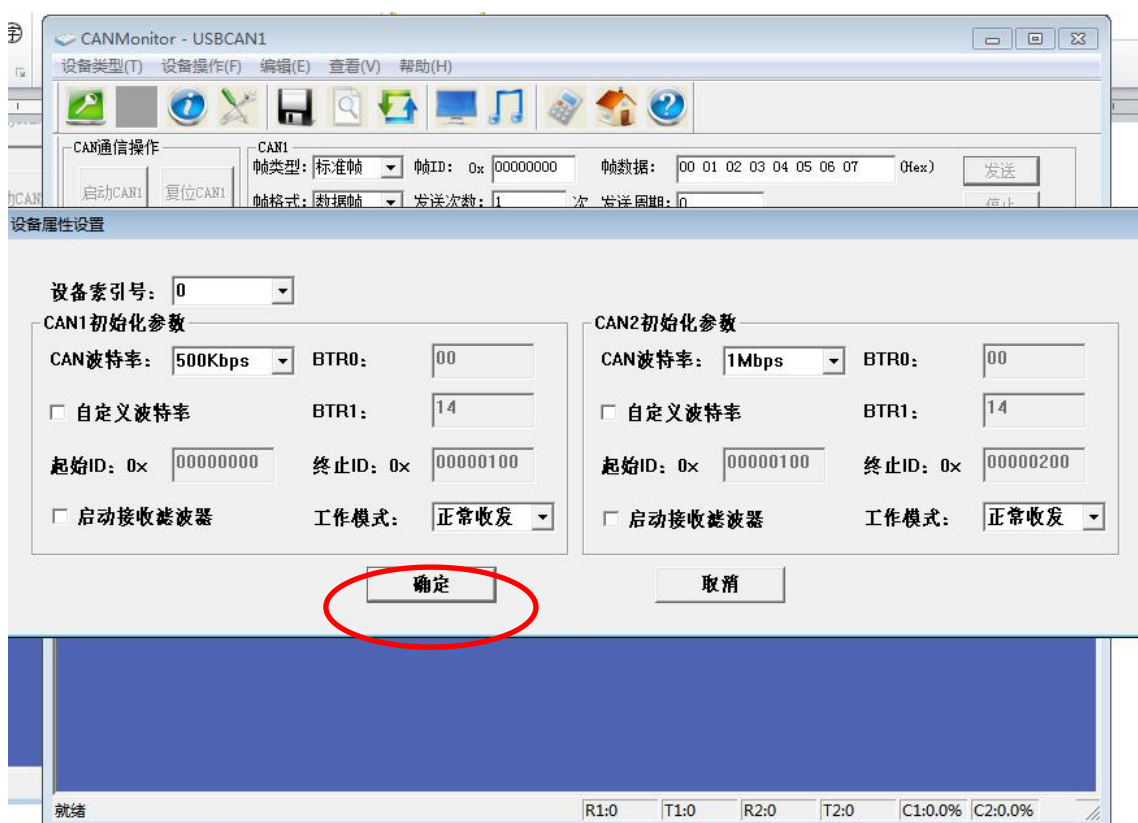 字
CANMonitor - USBCAN1
设备类型(T) 设备操作(F) 编辑(E) 查看(V) 帮助(H)
CAN通信操作
CAN1
帧类型: 标准帧 帧ID: 0x 00000000 帧数据: 00 01 02 03 04 05 06 07 (Hex) 发送
启动CAN1 复位CAN1
帧格式: 数据帧 发送次数: 1 次 发送周期: 0 停止
设备属性设置
设备索引号: 0
CAN1初始化参数
CAN波特率: 500Kbps BTR0: 00
自定义波特率 BTR1: 14
起始ID: 0x 00000000 终止ID: 0x 00000100
启动接收滤波器 工作模式: 正常收发
CAN2初始化参数
CAN波特率: 1Mbps BTR0: 00
自定义波特率 BTR1: 14
起始ID: 0x 00000100 终止ID: 0x 00000200
启动接收滤波器 工作模式: 正常收发
确定 取消
就绪 R1:0 T1:0 R2:0 T2:0 C1:0.0% C2:0.0%